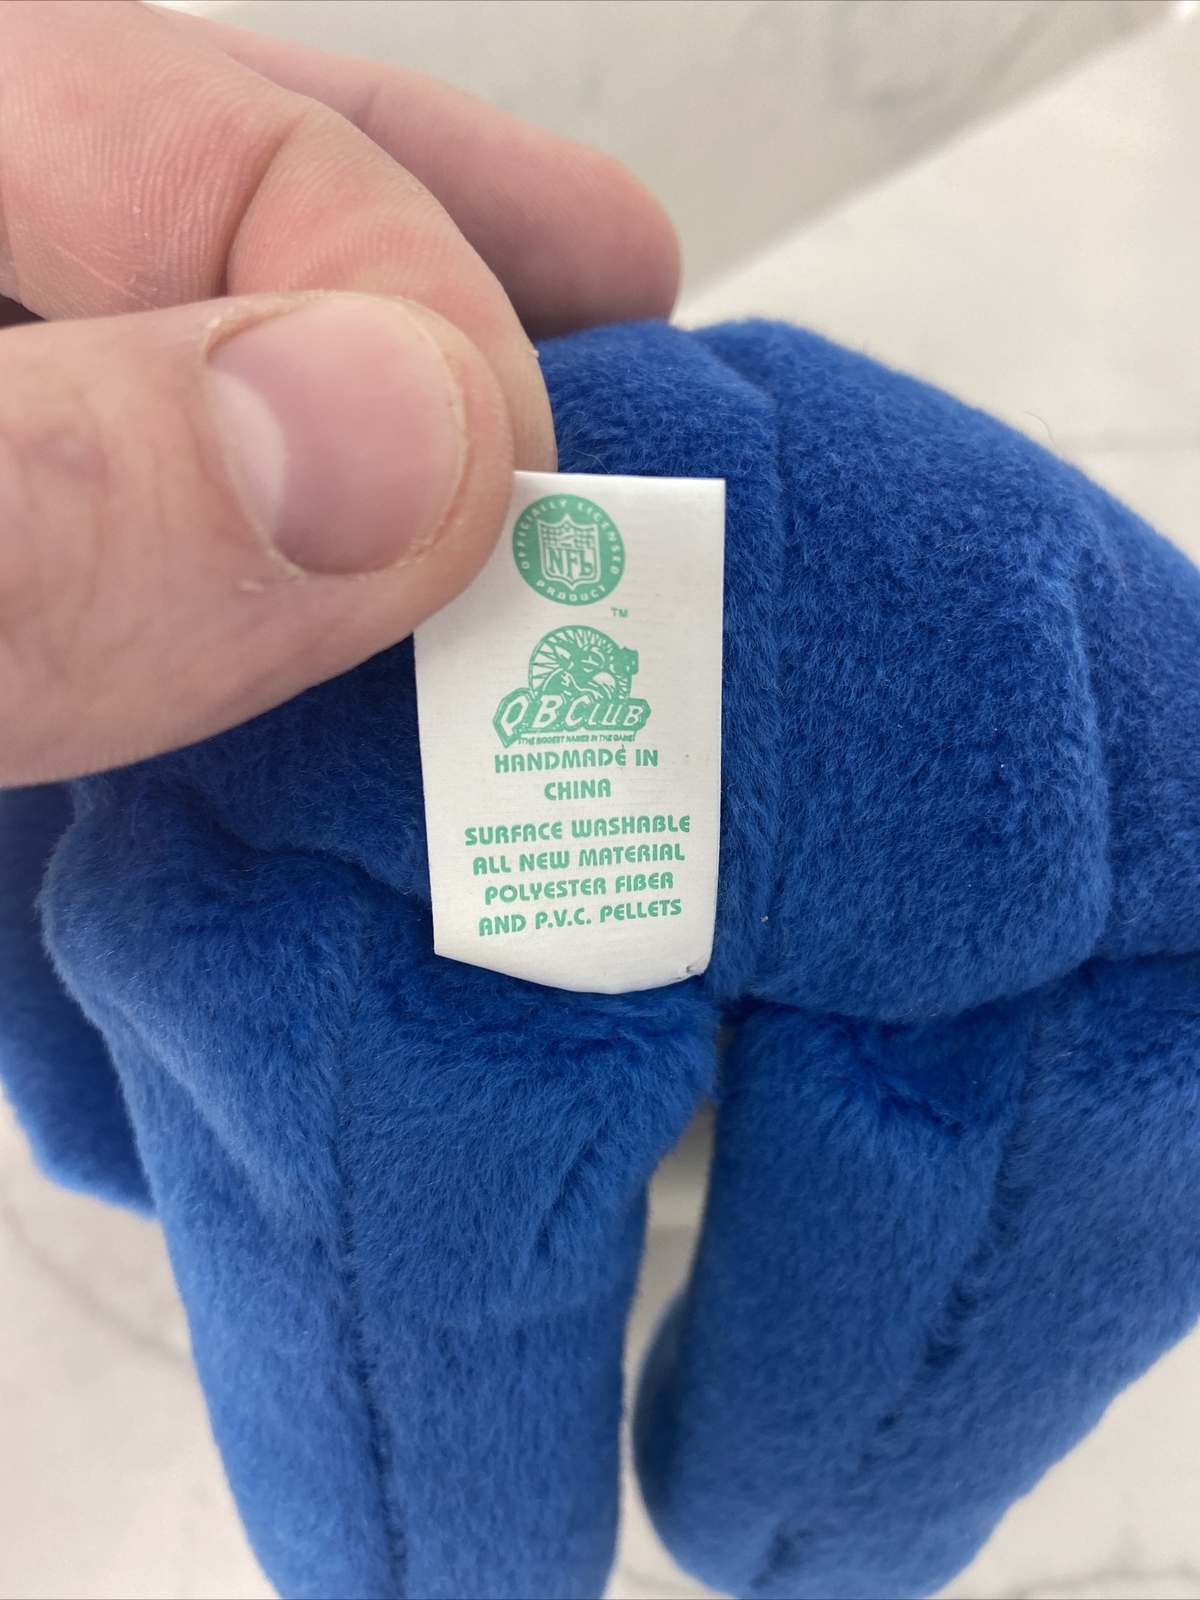 OFFICIALLY LICENSED
NFL
PRODUCT
TM
QB CLUB
THE BIGGEST NAMES IN THE GAME!
HANDMADE IN
CHINA
SURFACE WASHABLE
ALL NEW MATERIAL
POLYESTER FIBER
AND P.V.C. PELLETS